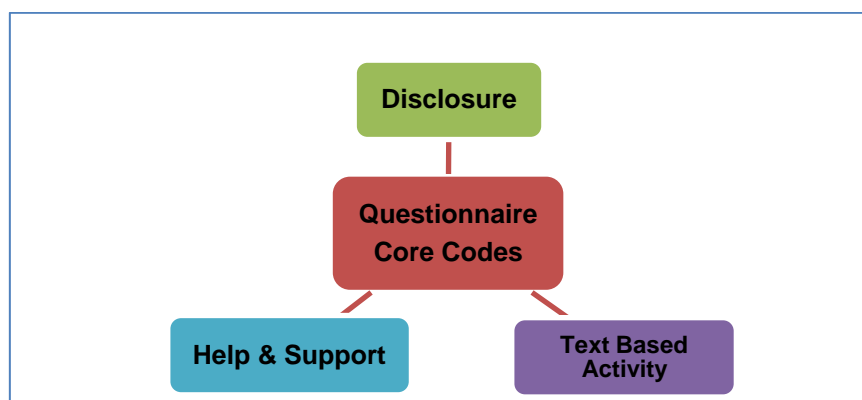 Disclosure
Questionnaire
Core Codes
Help & Support
Text Based
Activity